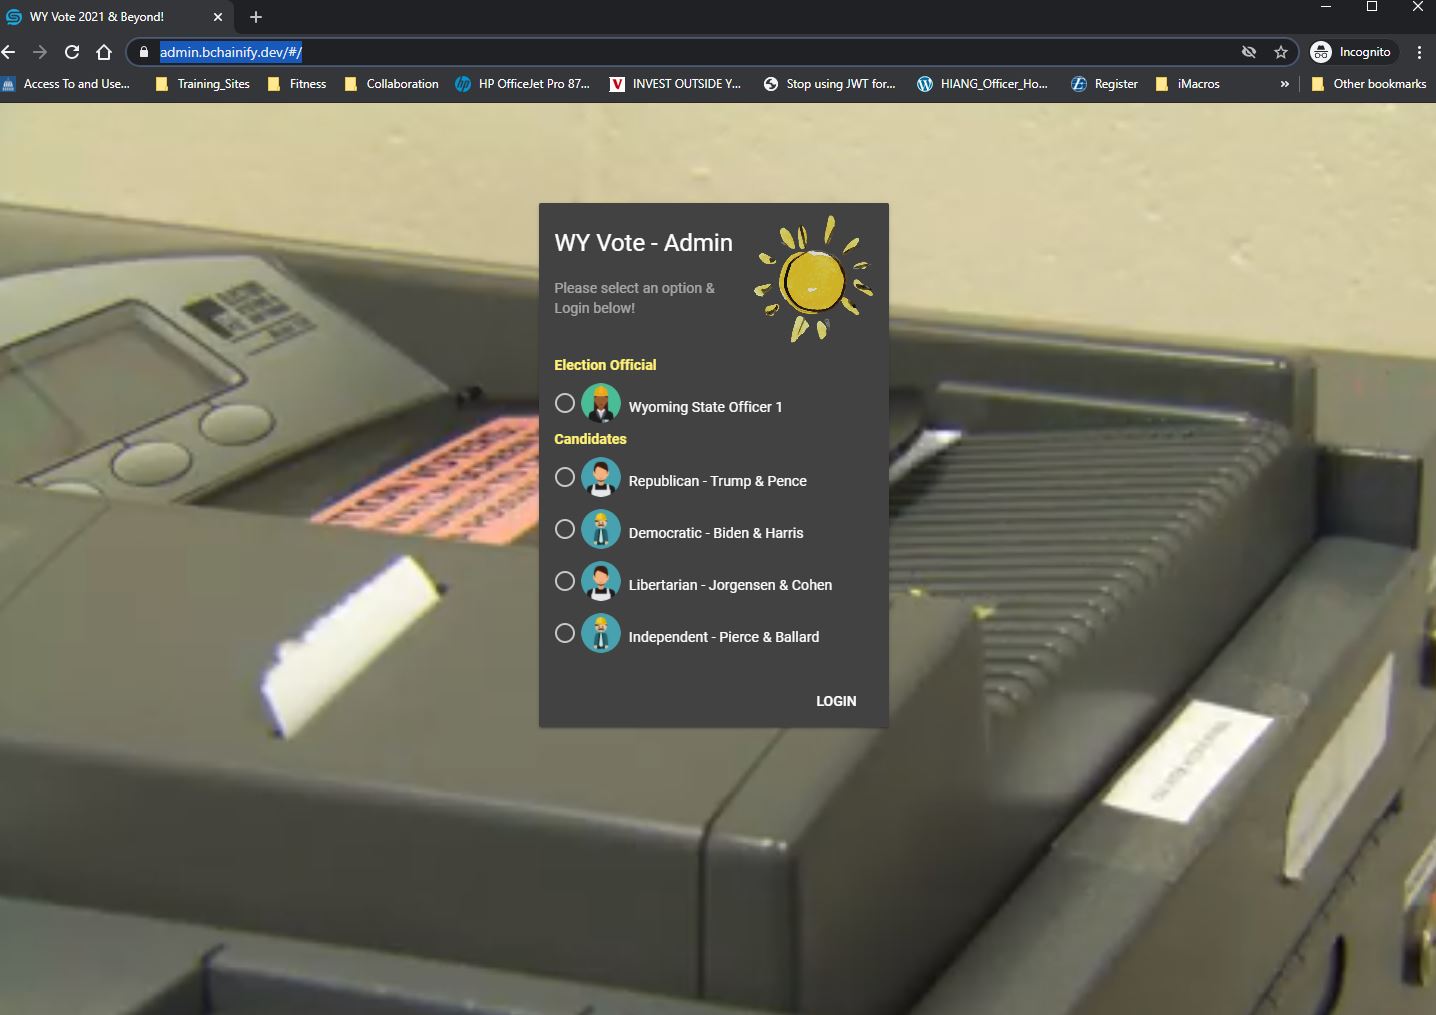 WY Vote 2021 & Beyond!
admin.bchainify.dev/#/
Incognito
Access To and Use...
Training_Sites
Fitness
Collaboration
HP OfficeJet Pro 87...
INVEST OUTSIDE Y...
Stop using JWT for...
HIANG_Officer_Ho...
Register
iMacros
»
Other bookmarks
WY Vote - Admin
Please select an option &
Login below!
Election Official
Wyoming State Officer 1
Candidates
Republican - Trump & Pence
Democratic - Biden & Harris
Libertarian - Jorgensen & Cohen
Independent - Pierce & Ballard
LOGIN